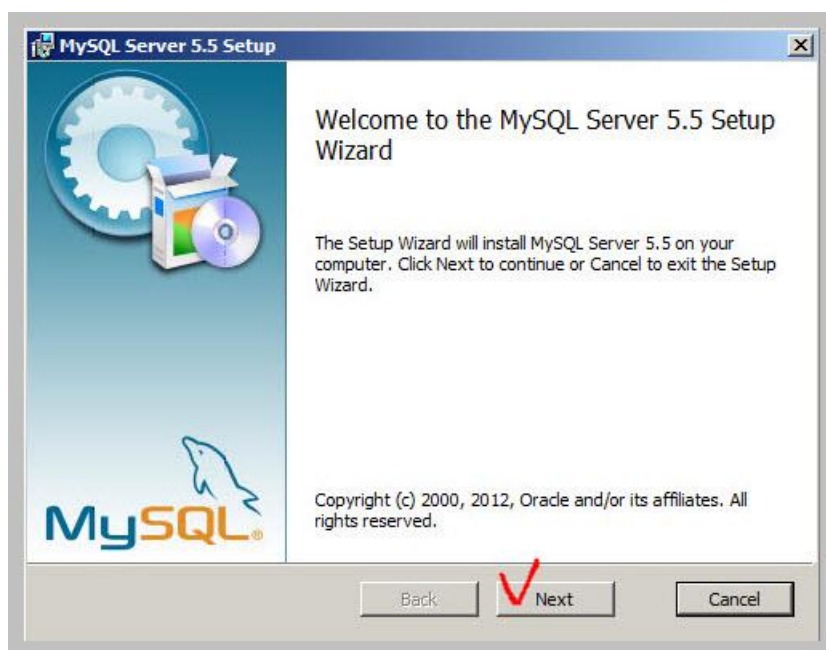 MySQL Server 5.5 Setup
Welcome to the MySQL Server 5.5 Setup
Wizard
The Setup Wizard will install MySQL Server 5.5 on your
computer. Click Next to continue or Cancel to exit the Setup
Wizard.
Copyright (c) 2000, 2012, Oracle and/or its affiliates. All
rights reserved.
MySQL®
Back Next Cancel